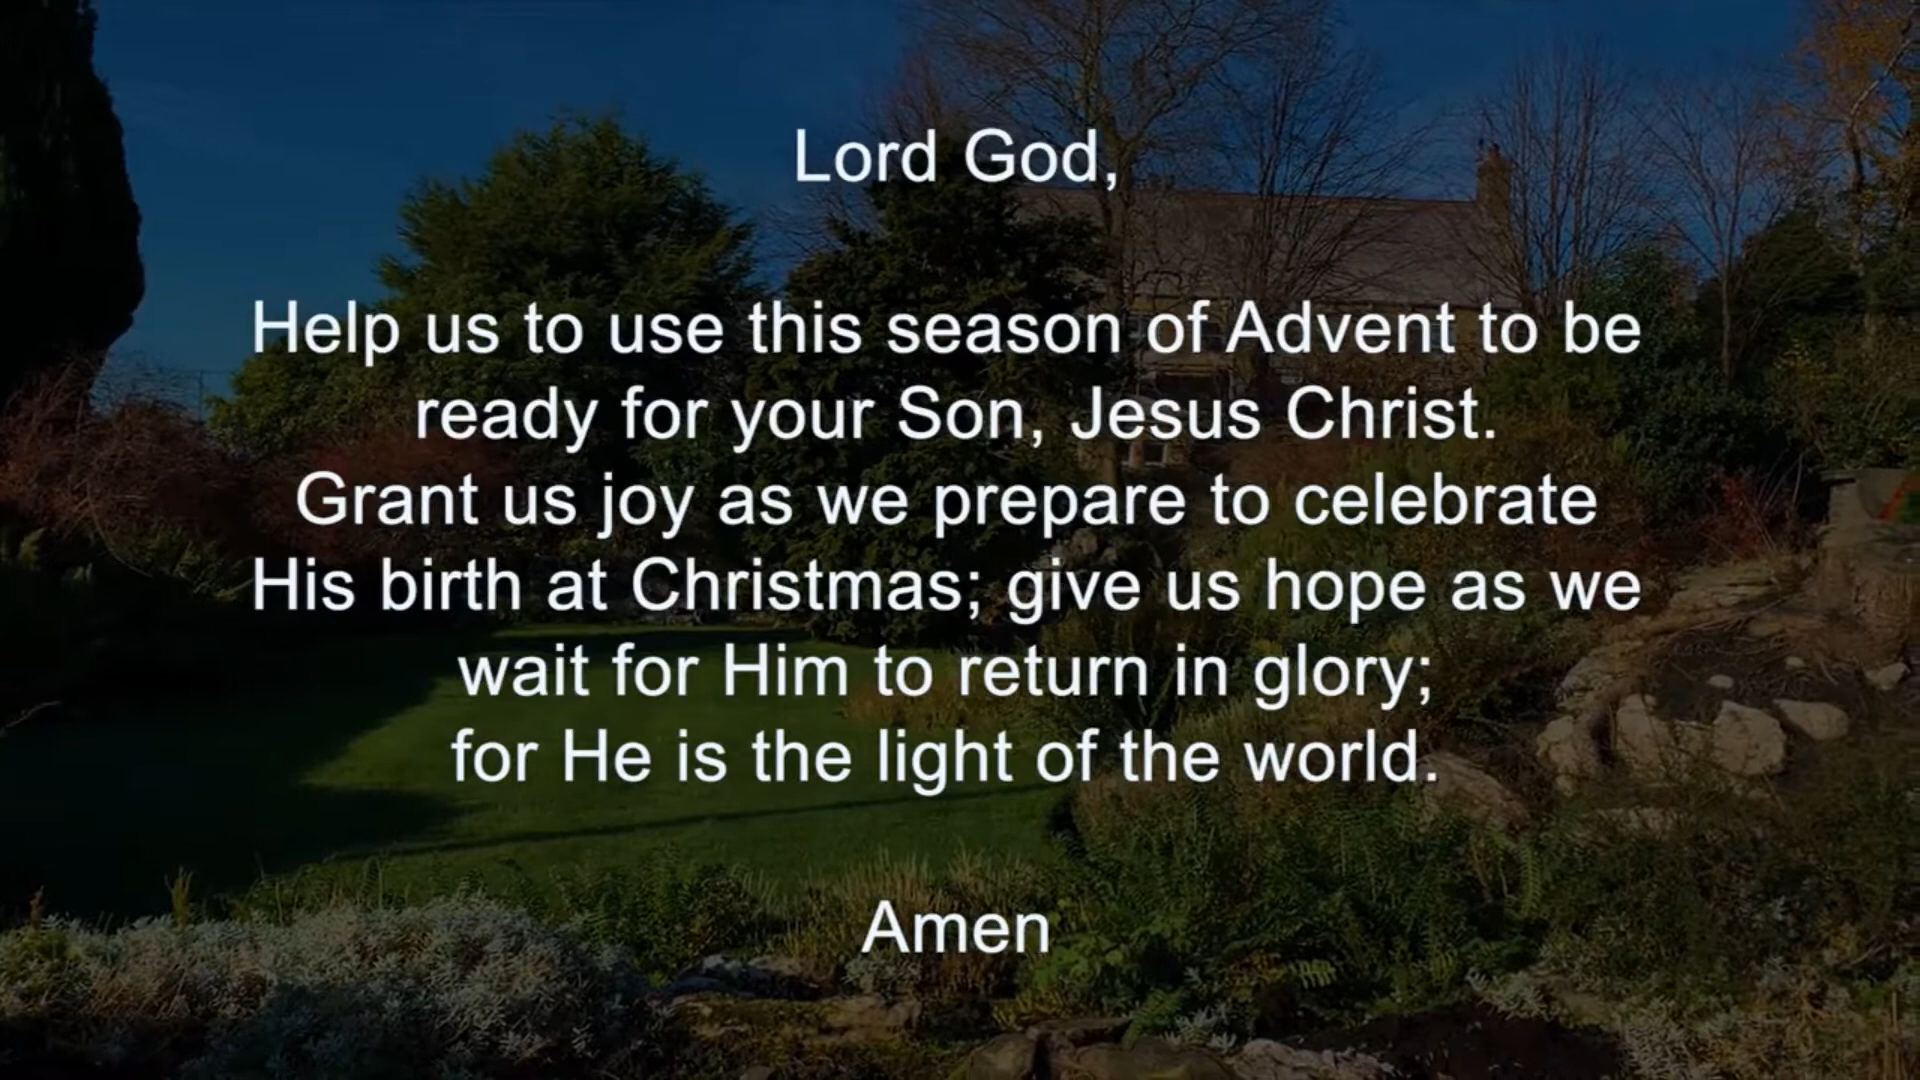 Lord God,
Help us to use this season of Advent to be
ready for your Son, Jesus Christ.
Grant us joy as we prepare to celebrate
His birth at Christmas; give us hope as we
wait for Him to return in glory;
for He is the light of the world.
Amen